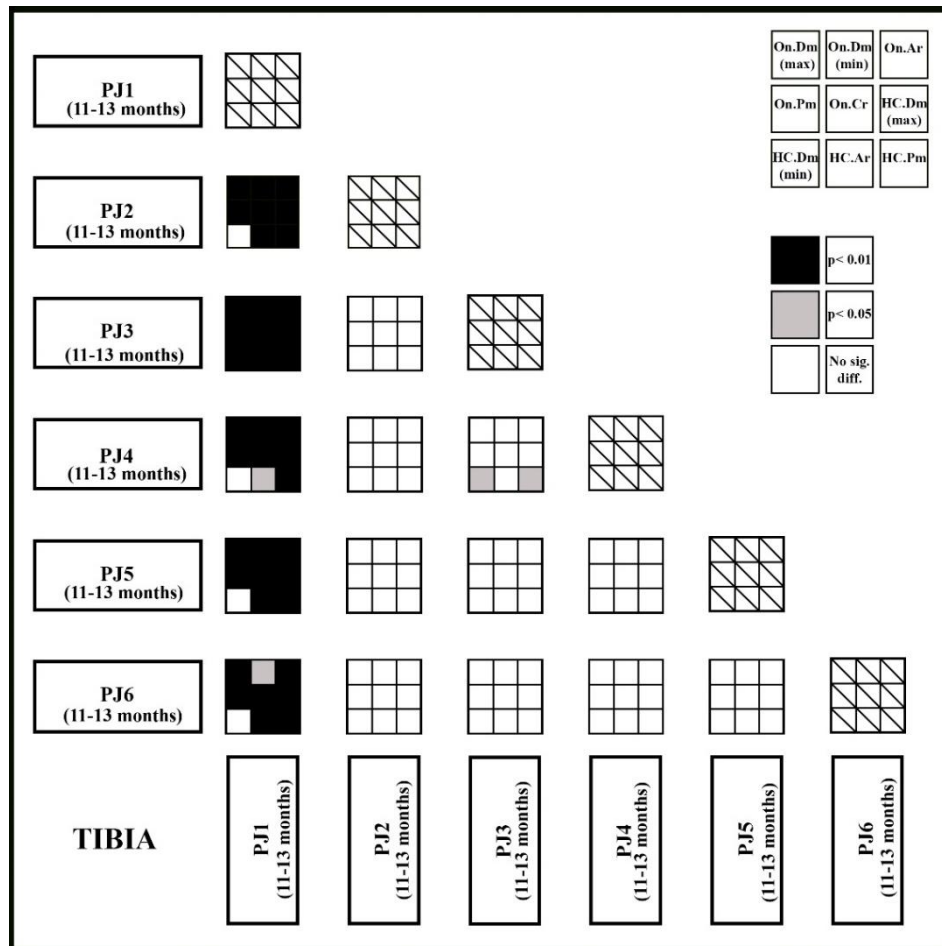 PJ1
(11-13 months)
On.Dm
(max)
On.Dm
(min)
On.Ar
On.Pm
On.Cr
HC.Dm
(max)
HC.Dm
(min)
HC.Ar
HC.Pm
PJ2
(11-13 months)
p< 0.01
p< 0.05
No sig.
diff.
PJ3
(11-13 months)
PJ4
(11-13 months)
PJ5
(11-13 months)
PJ6
(11-13 months)
TIBIA
PJ1
(11-13 months)
PJ2
(11-13 months)
PJ3
(11-13 months)
PJ4
(11-13 months)
PJ5
(11-13 months)
PJ6
(11-13 months)